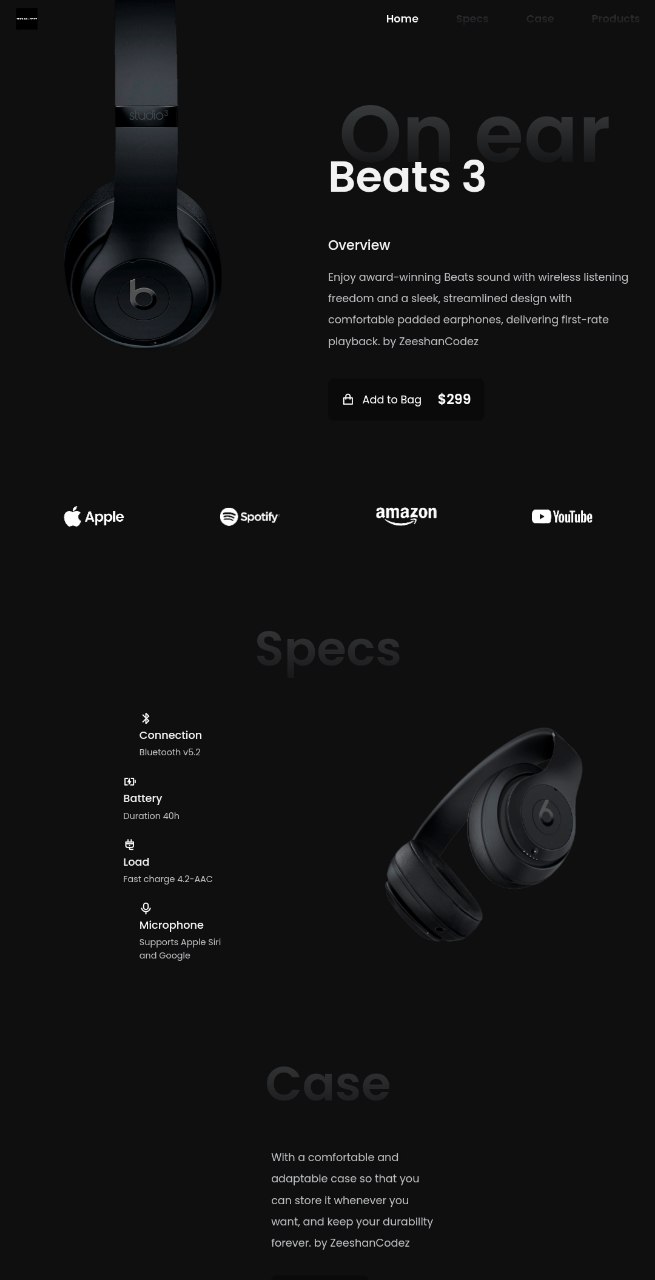 Home Specs Case Products
studio3
On ear
Beats 3
Overview
Enjoy award-winning Beats sound with wireless listening
freedom and a sleek, streamlined design with
comfortable padded earphones, delivering first-rate
playback. by ZeeshanCodez
Add to Bag $299
Apple Spotify amazon YouTube
Specs
Connection
Bluetooth v5.2
Battery
Duration 40h
Load
Fast charge 4.2-AAC
Microphone
Supports Apple Siri
and Google
Case
With a comfortable and
adaptable case so that you
can store it whenever you
want, and keep your durability
forever. by ZeeshanCodez